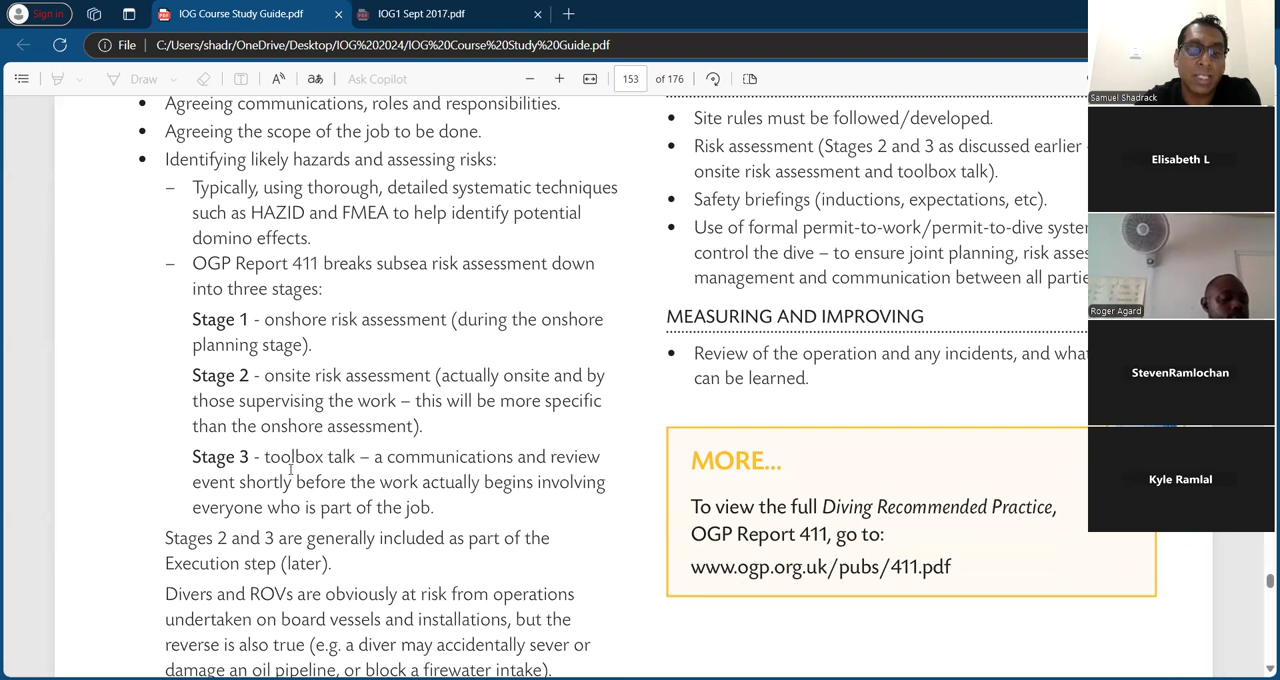 Sign in
IOG Course Study Guide.pdf
IOG1 Sept 2017.pdf
File
C:/Users/shadr/OneDrive/Desktop/IOG%202024/IOG%20Course%20Study%20Guide.pdf
Draw
Ask Copilot
153 of 176
• Agreeing communications, roles and responsibilities.
• Agreeing the scope of the job to be done.
• Identifying likely hazards and assessing risks:
– Typically, using thorough, detailed systematic techniques
such as HAZID and FMEA to help identify potential
domino effects.
– OGP Report 411 breaks subsea risk assessment down
into three stages:
Stage 1 - onshore risk assessment (during the onshore
planning stage).
Stage 2 - onsite risk assessment (actually onsite and by
those supervising the work – this will be more specific
than the onshore assessment).
Stage 3 - toolbox talk – a communications and review
event shortly before the work actually begins involving
everyone who is part of the job.
Stages 2 and 3 are generally included as part of the
Execution step (later).
Divers and ROVs are obviously at risk from operations
undertaken on board vessels and installations, but the
reverse is also true (e.g. a diver may accidentally sever or
damage an oil pipeline, or block a firewater intake).
• Site rules must be followed/developed.
• Risk assessment (Stages 2 and 3 as discussed earlier
onsite risk assessment and toolbox talk).
• Safety briefings (inductions, expectations, etc).
• Use of formal permit-to-work/permit-to-dive
control the dive – to ensure joint planning, risk
management and communication between all
MEASURING AND IMPROVING
• Review of the operation and any incidents, and
can be learned.
MORE...
To view the full Diving Recommended Practice,
OGP Report 411, go to:
www.ogp.org.uk/pubs/411.pdf
Samuel Shadrack
Elisabeth L
Roger Agard
StevenRamlochan
Kyle Ramlal